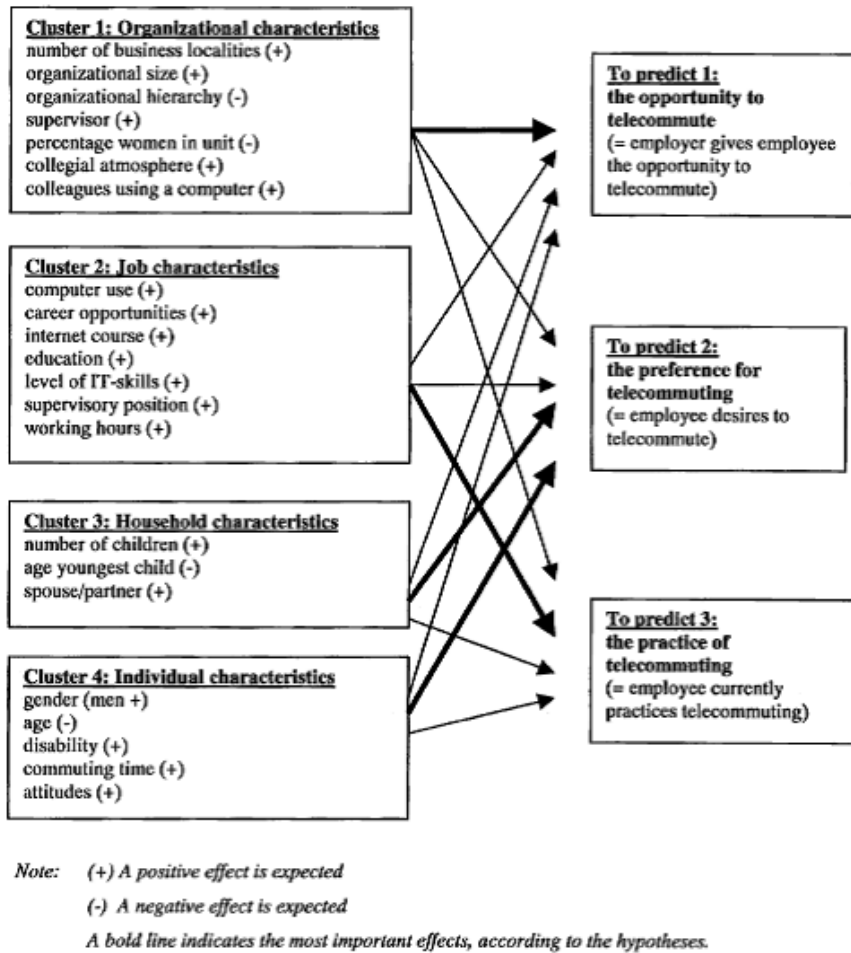 Cluster 1: Organizational characteristics
number of business localities (+)
organizational size (+)
organizational hierarchy (-)
supervisor (+)
percentage women in unit (-)
collegial atmosphere (+)
colleagues using a computer (+)
Cluster 2: Job characteristics
computer use (+)
career opportunities (+)
internet course (+)
education (+)
level of IT-skills (+)
supervisory position (+)
working hours (+)
Cluster 3: Household characteristics
number of children (+)
age youngest child (-)
spouse/partner (+)
Cluster 4: Individual characteristics
gender (men +)
age (-)
disability (+)
commuting time (+)
attitudes (+)
To predict 1:
the opportunity to
telecommute
(= employer gives employee
the opportunity to
telecommute)
To predict 2:
the preference for
telecommuting
(= employee desires to
telecommute)
To predict 3:
the practice of
telecommuting
(= employee currently
practices telecommuting)
Note: (+) A positive effect is expected
(-) A negative effect is expected
A bold line indicates the most important effects, according to the hypotheses.